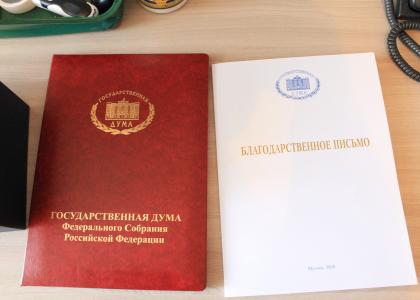 ГОСУДАРСТВЕННАЯ
ДУМА
ГОСУДАРСТВЕННАЯ ДУМА
Федерального Собрания
Российской Федерации
БЛАГОДАРСТВЕННОЕ ПИСЬМО